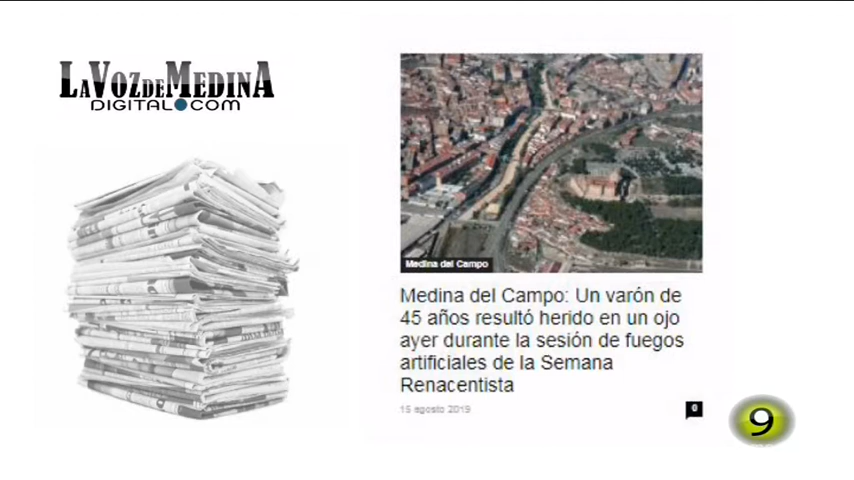 LAVOZDEMEDINA
DIGITAL.COM
Medina del Campo
Medina del Campo: Un varón de
45 años resultó herido en un ojo
ayer durante la sesión de fuegos
artificiales de la Semana
Renacentista
15 agosto 2019
0
9